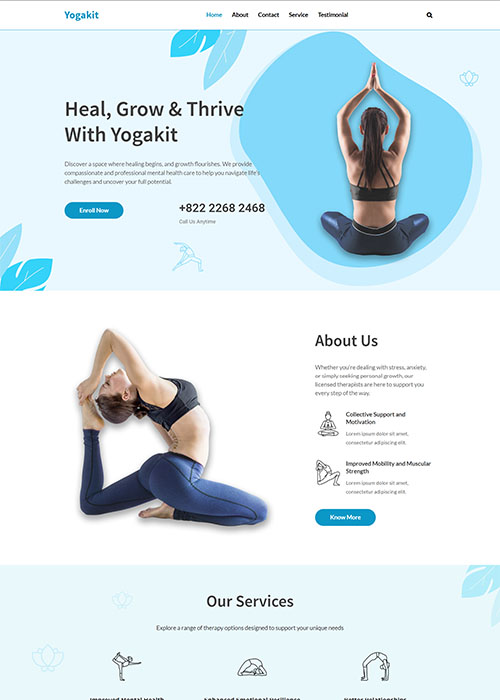 Yogakit
Home About Contact Service Testimonial
Heal, Grow & Thrive
With Yogakit
Discover a space where healing begins, and growth flourishes. We provide
compassionate and professional mental health care to help you navigate life's
challenges and uncover your full potential.
Enroll Now
+822 2268 2468
Call Us Anytime
About Us
Whether you're dealing with stress, anxiety,
or simply seeking personal growth, our
licensed therapists are here to support you
every step of the way.
Collective Support and
Motivation
Lorem ipsum dolor sit amet,
consectetur adipiscing elit.
Improved Mobility and Muscular
Strength
Lorem ipsum dolor sit amet,
consectetur adipiscing elit.
Know More
Our Services
Explore a range of therapy options designed to support your unique needs